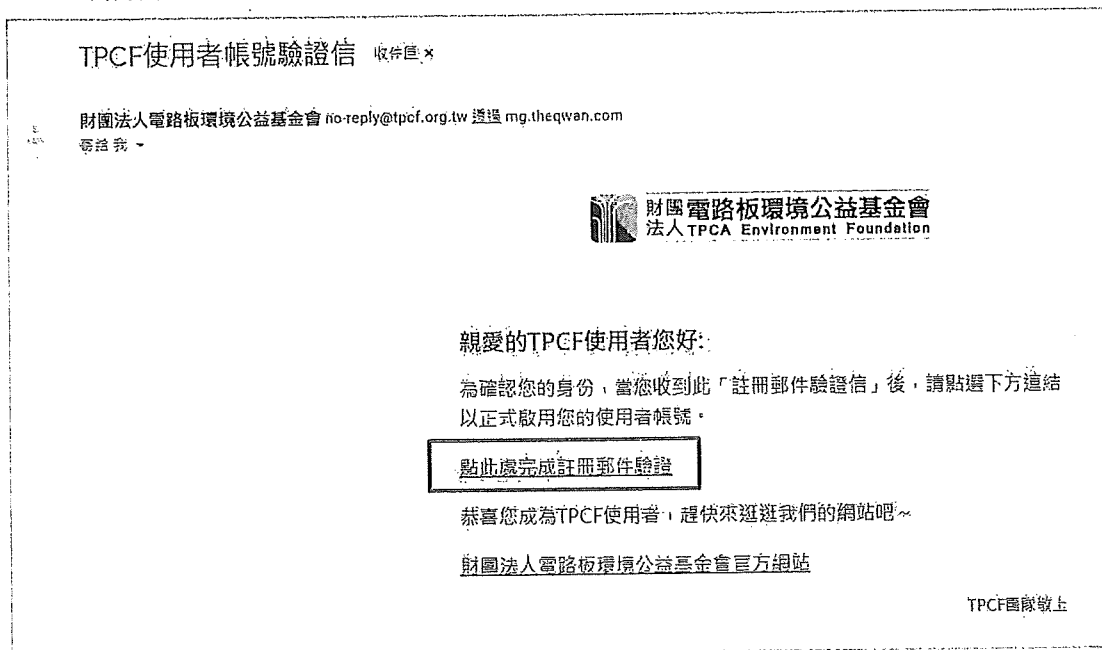 TPCF使用者帳號驗證信 收件匣 ×
財團法人電路板環境公益基金會 no-reply@tpcf.org.tw 透過 mg.theqwan.com
寄給 我
財團法人 電路板環境公益基金會
TPCA Environment Foundation
親愛的TPCF使用者您好:
為確認您的身份，當您收到此「註冊郵件驗證信」後，請點選下方連結
以正式啟用您的使用者帳號。
點此處完成註冊郵件驗證
恭喜您成為TPCF使用者，趕快來逛逛我們的網站吧~
財團法人電路板環境公益基金會官方網站
TPCF團隊敬上